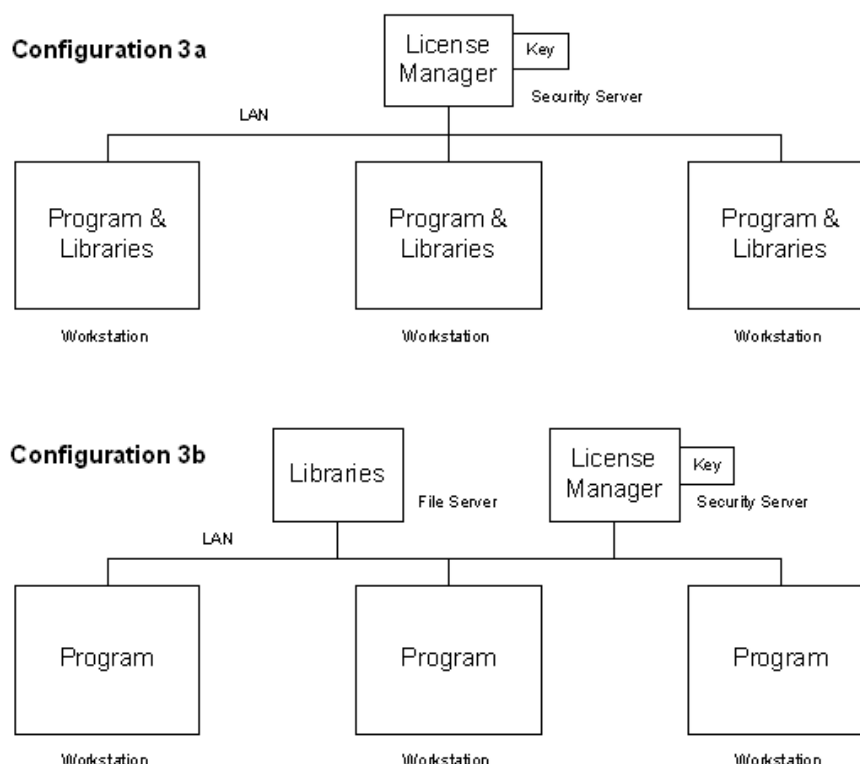 Configuration 3a
License
Manager
Key
Security Server
LAN
Program &
Libraries
Program &
Libraries
Program &
Libraries
Workstation
Workstation
Workstation
Configuration 3b
Libraries
File Server
License
Manager
Key
Security Server
LAN
Program
Program
Program
Workstation
Workstation
Workstation